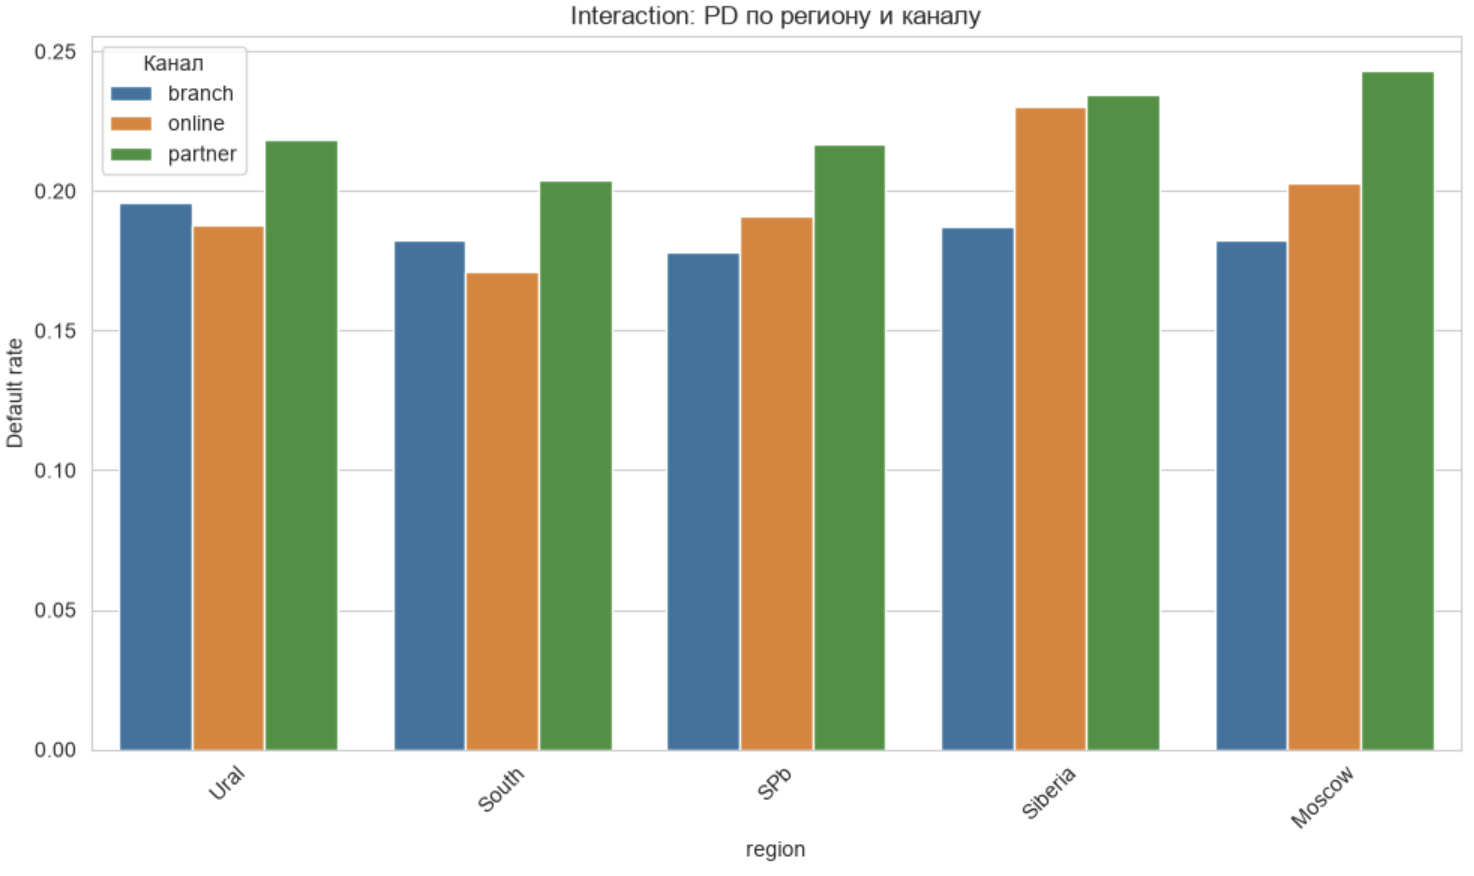 Interaction: PD по региону и каналу
Канал
branch
online
partner
0.25
0.20
0.15
0.10
0.05
0.00
Default rate
Ural
South
SPb
Siberia
Moscow
region